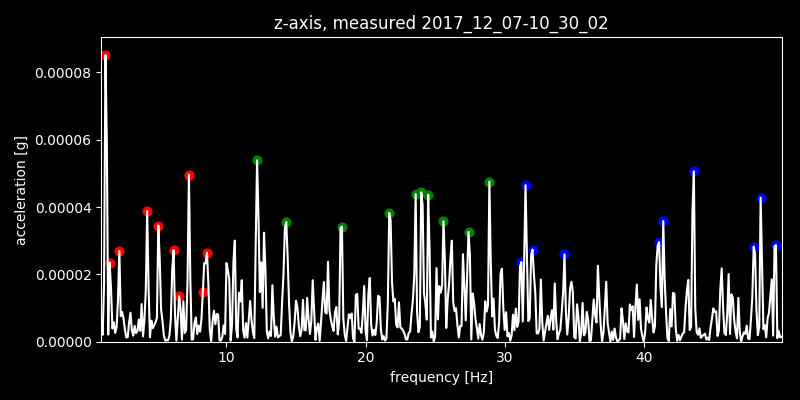 z-axis, measured 2017_12_07-10_30_02
acceleration [g]
0.00008
0.00006
0.00004
0.00002
0.00000
10 20 30 40
frequency [Hz]